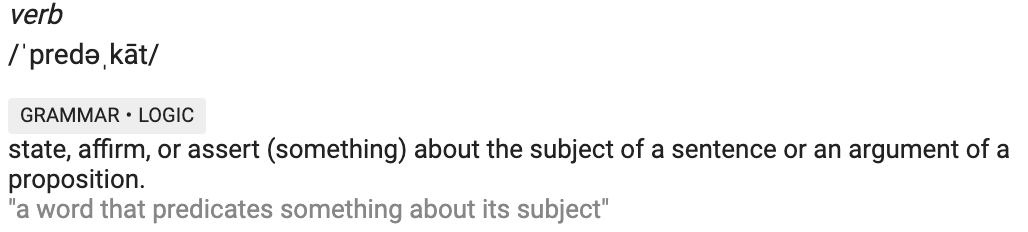 verb
/ˈpredəˌkāt/
GRAMMAR • LOGIC
state, affirm, or assert (something) about the subject of a sentence or an argument of a
proposition.
"a word that predicates something about its subject"